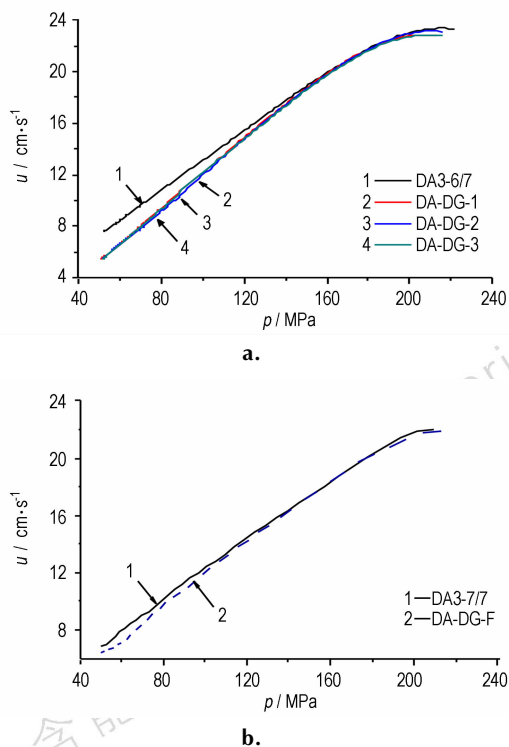 24
20
16
12
8
4
u / cm·s⁻¹
1
2
3
4
1 — DA3-6/7
2 — DA-DG-1
3 — DA-DG-2
4 — DA-DG-3
40 80 120 160 200 240
p / MPa
a.
24
20
16
12
8
u / cm·s⁻¹
1
2
1 — DA3-7/7
2 — DA-DG-F
40 80 120 160 200 240
p / MPa
b.